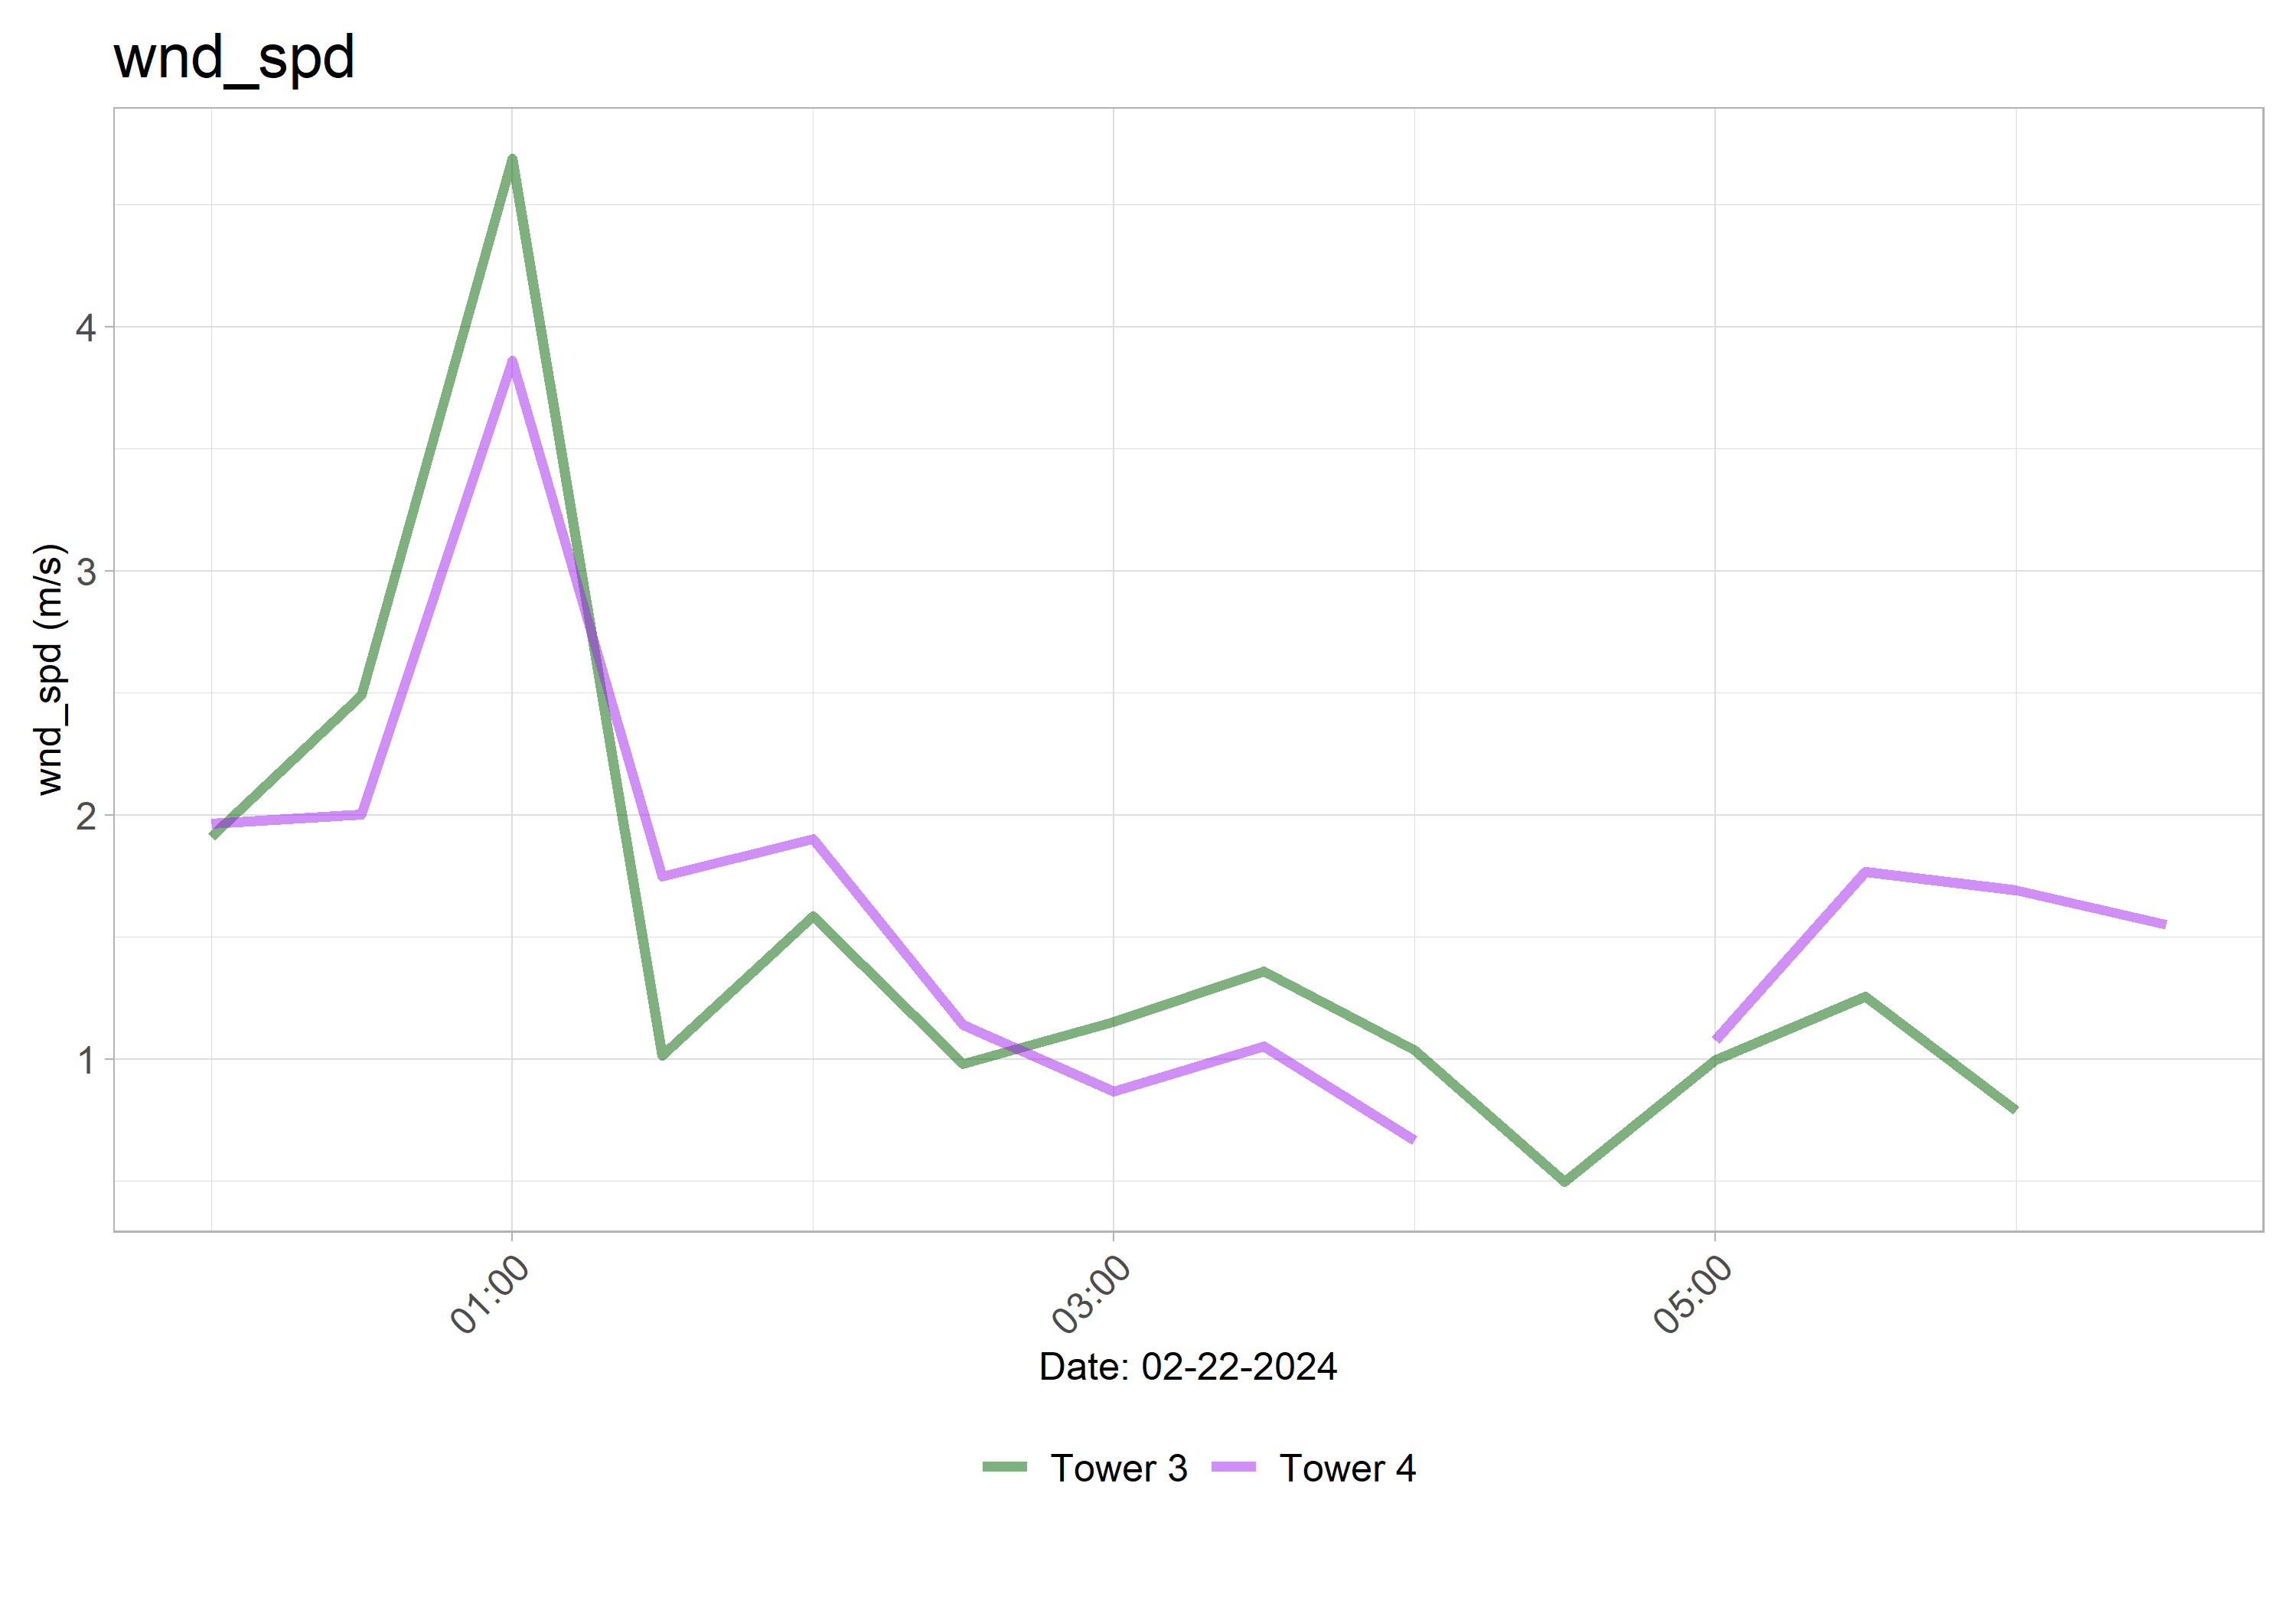 wnd_spd
wnd_spd (m/s)
4
3
2
1
01:00
03:00
05:00
Date: 02-22-2024
Tower 3
Tower 4